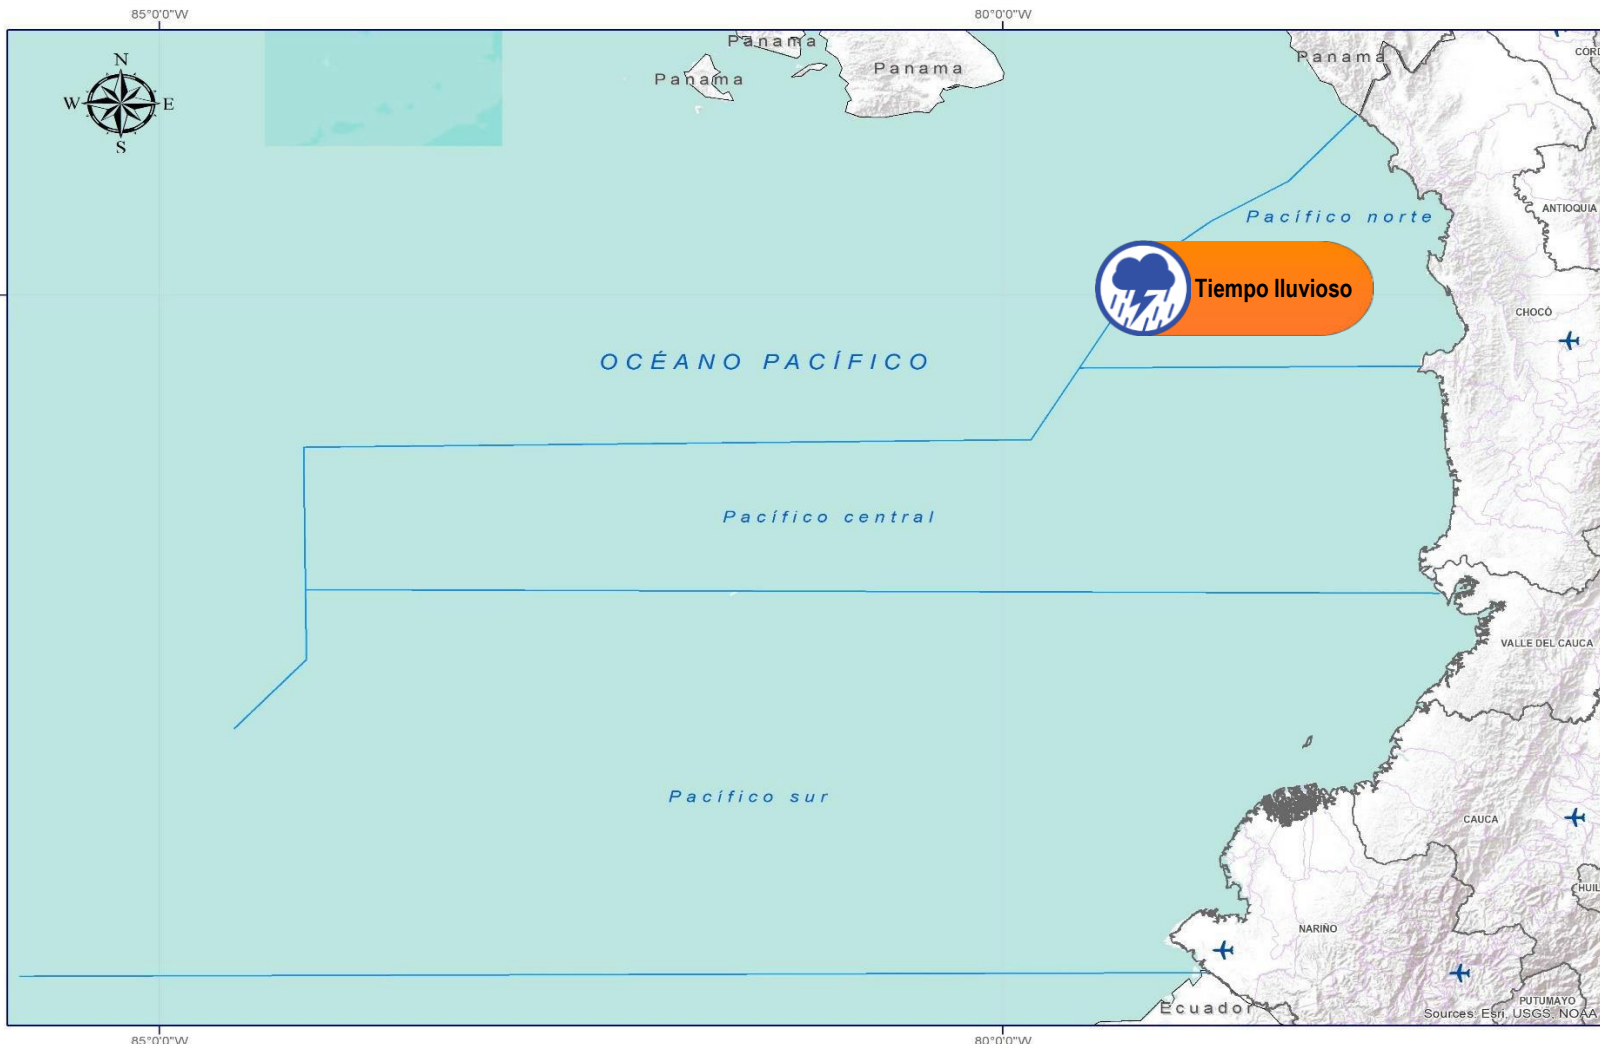 85°0'0"W
80°0'0"W
N
W
E
S
Panama
Panama
Panama
Panama
Pacífico norte
ANTIOQUIA
Tiempo lluvioso
CHOCÓ
OCÉANO PACÍFICO
Pacífico central
VALLE DEL CAUCA
Pacífico sur
CAUCA
HUIL
NARIÑO
PUTUMAYO
Ecuador
Sources: Esri, USGS, NOAA
85°0'0"W
80°0'0"W